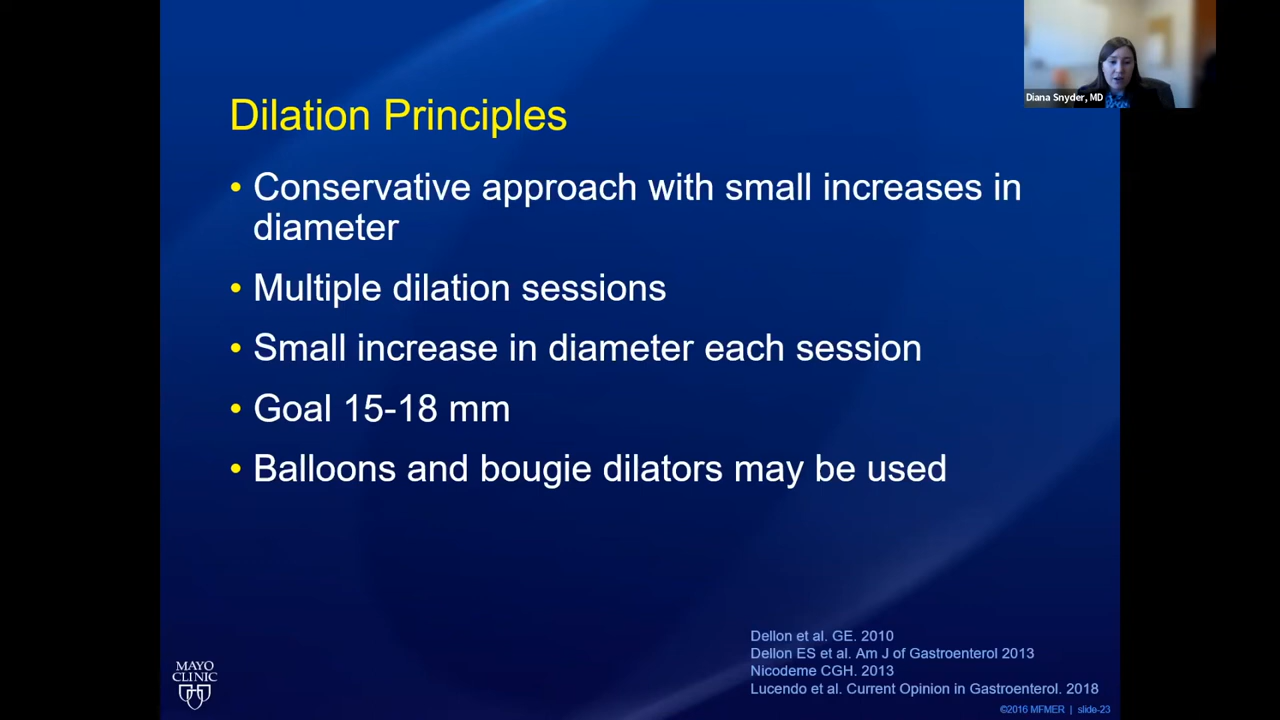 Diana Snyder, MD
Dilation Principles
• Conservative approach with small increases in
diameter
• Multiple dilation sessions
• Small increase in diameter each session
• Goal 15-18 mm
• Balloons and bougie dilators may be used
Dellon et al. GE. 2010
Dellon ES et al. Am J of Gastroenterol 2013
Nicodeme CGH. 2013
Lucendo et al. Current Opinion in Gastroenterol. 2018
MAYO
CLINIC
©2016 MFMER | slide-23